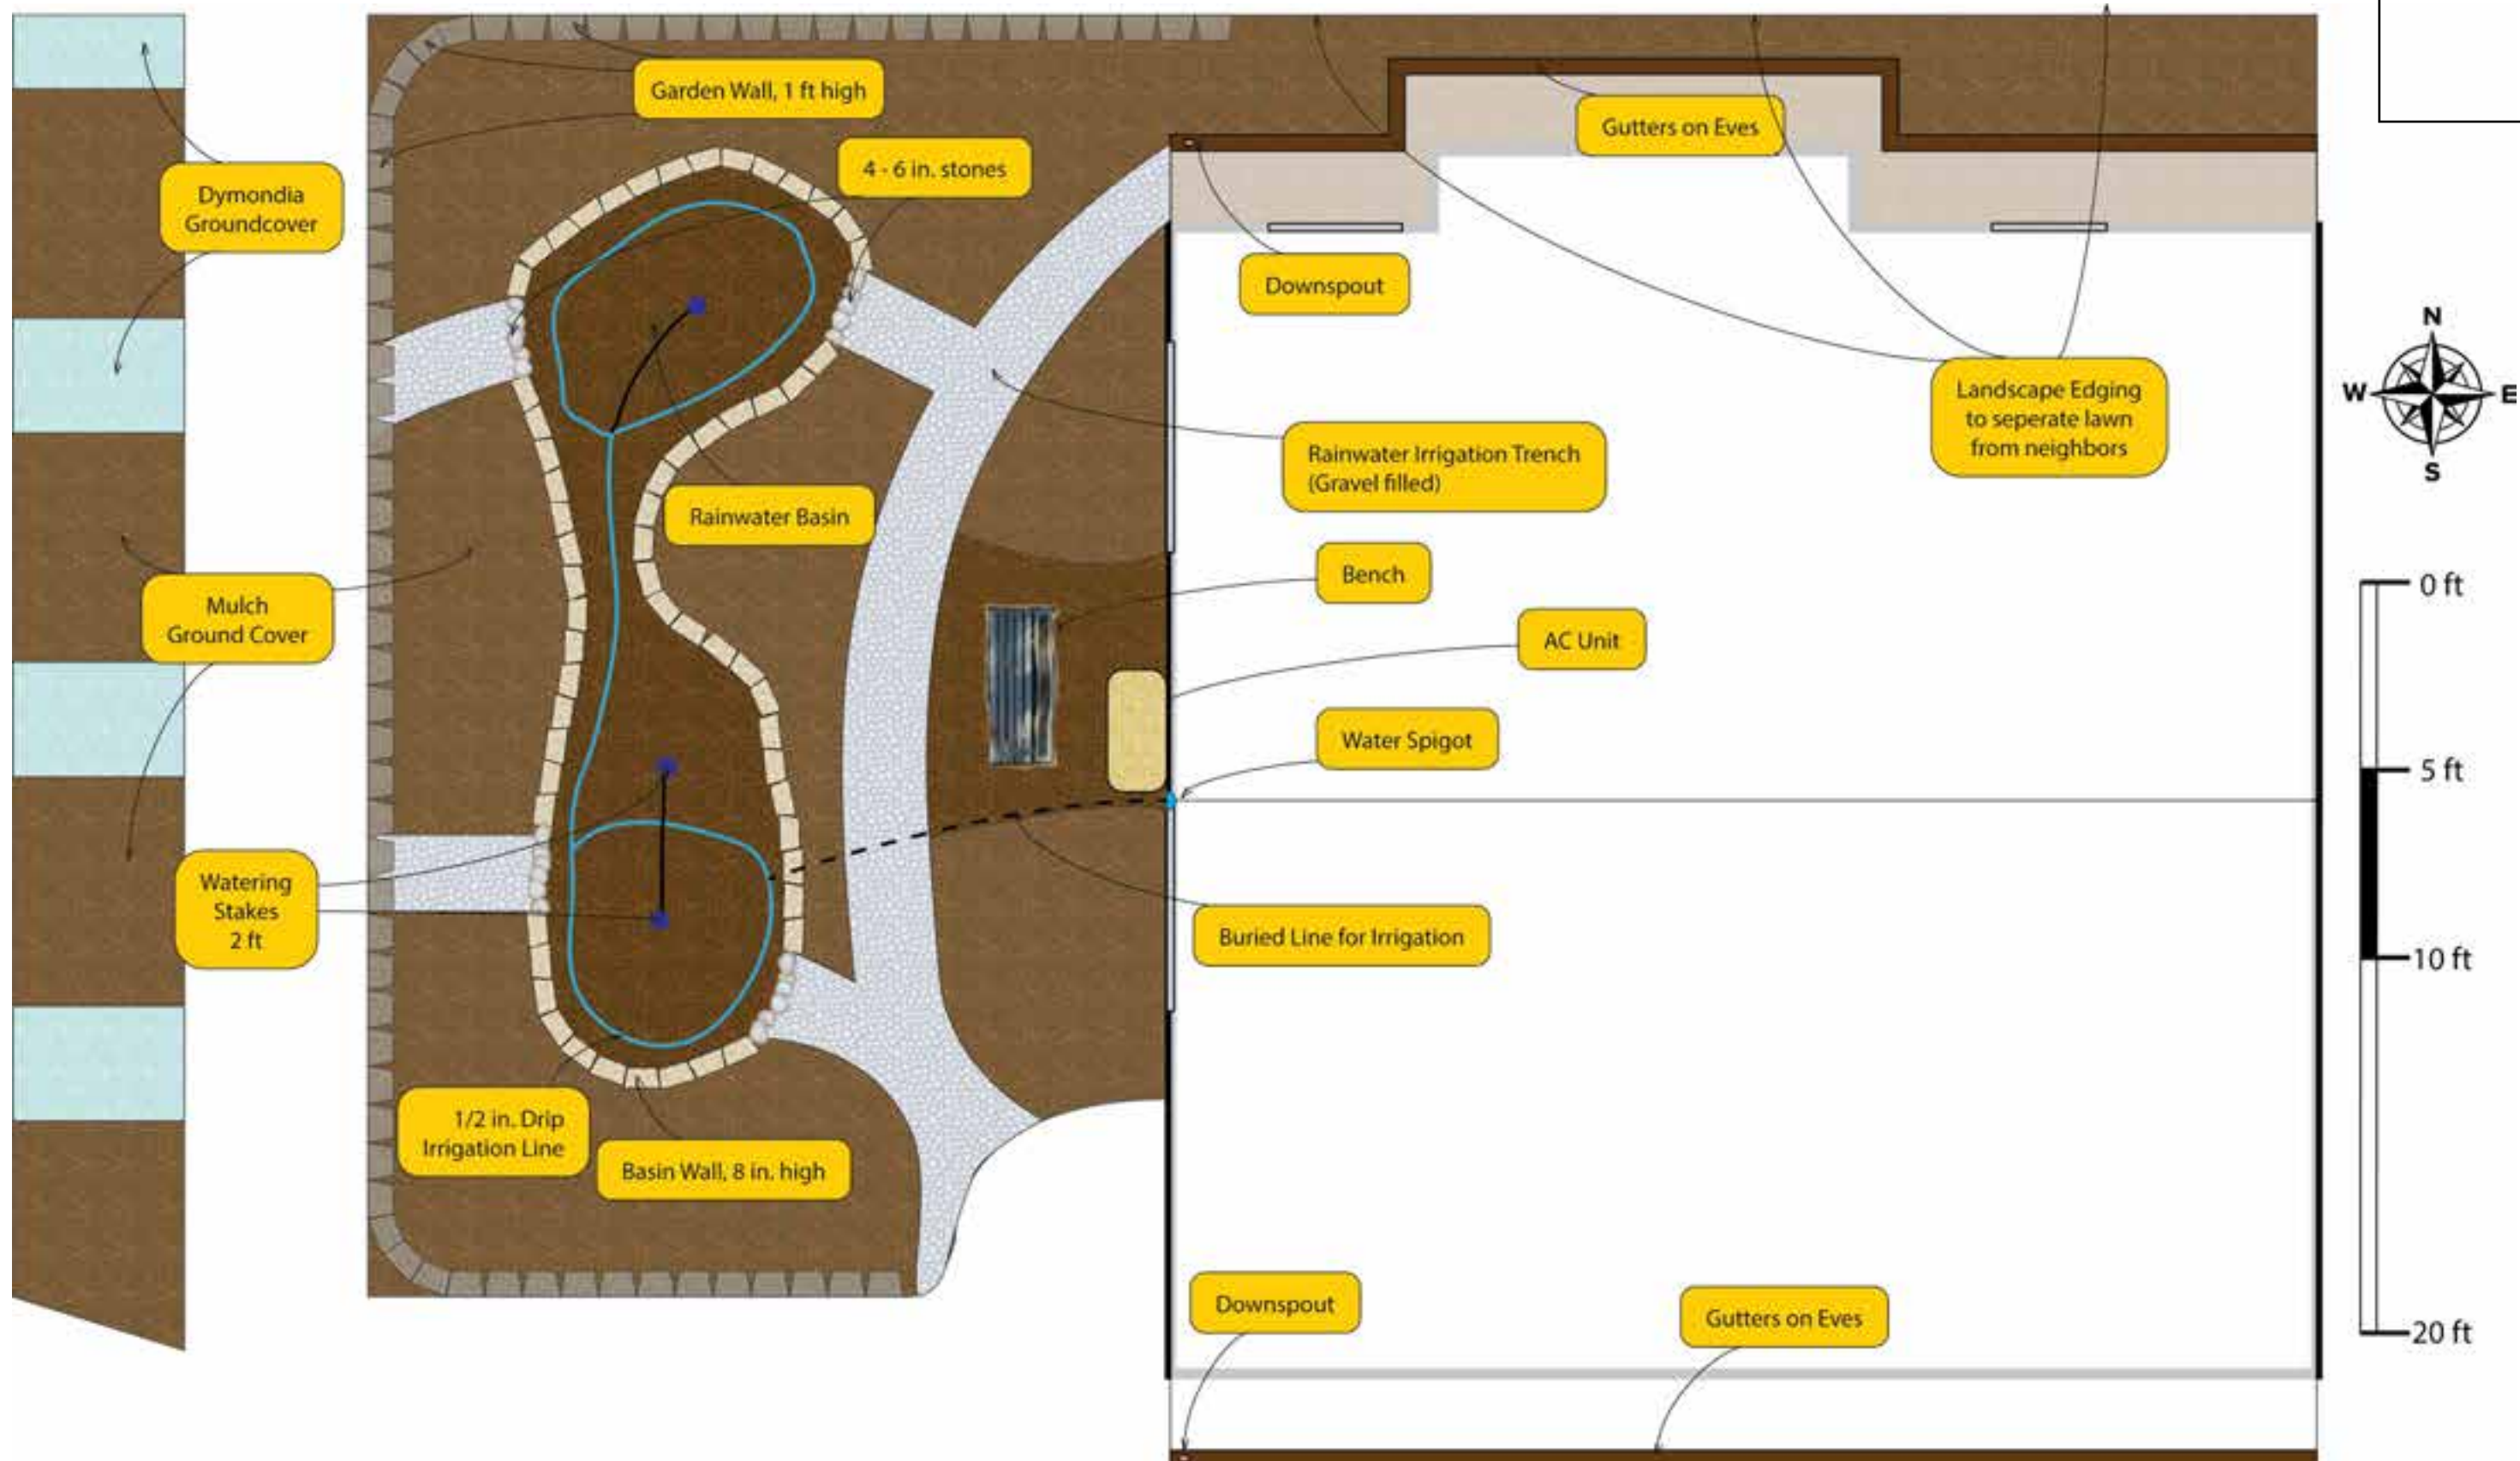 Garden Wall, 1 ft high
Gutters on Eves
4 - 6 in. stones
Dymondia
Groundcover
Downspout
N
W
E
S
Landscape Edging
to seperate lawn
from neighbors
Rainwater Irrigation Trench
(Gravel filled)
Rainwater Basin
Bench
0 ft
Mulch
Ground Cover
AC Unit
Water Spigot
5 ft
Watering
Stakes
2 ft
Buried Line for Irrigation
10 ft
1/2 in. Drip
Irrigation Line
Basin Wall, 8 in. high
Downspout
Gutters on Eves
20 ft